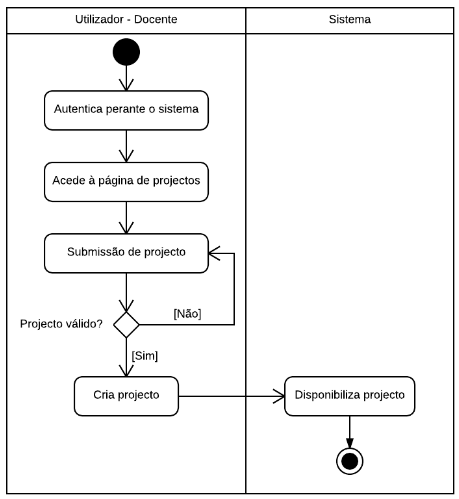 Utilizador - Docente
Sistema
Autentica perante o sistema
Acede à página de projectos
Submissão de projecto
Projecto válido?
[Não]
[Sim]
Cria projecto
Disponibiliza projecto